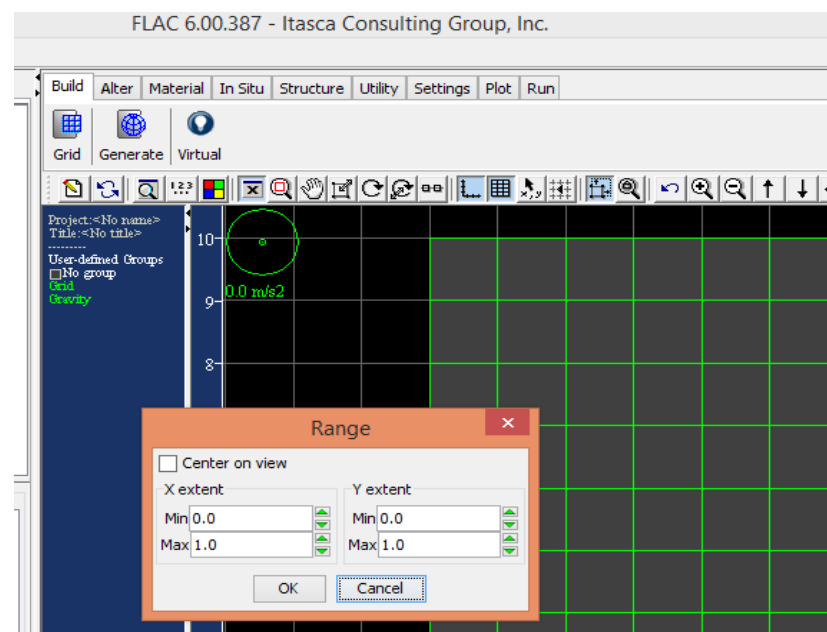 FLAC 6.00.387 - Itasca Consulting Group, Inc.
Build Alter Material In Situ Structure Utility Settings Plot Run
Grid Generate Virtual
1 2 3
x,y
Project:<No name>
Title:<No title>
----------
User-defined Groups
No group
Grid
Gravity
10
0.0 m/s2
9
8
Range
Center on view
X extent Y extent
Min 0.0 Min 0.0
Max 1.0 Max 1.0
OK Cancel